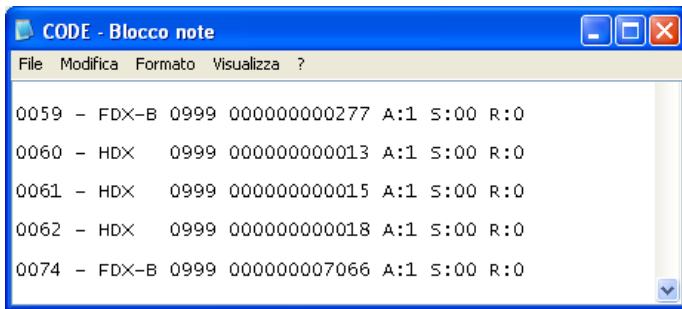 CODE - Blocco note
File Modifica Formato Visualizza ?
0059 - FDX-B 0999 000000000277 A:1 S:00 R:0
0060 - HDX   0999 000000000013 A:1 S:00 R:0
0061 - HDX   0999 000000000015 A:1 S:00 R:0
0062 - HDX   0999 000000000018 A:1 S:00 R:0
0074 - FDX-B 0999 000000007066 A:1 S:00 R:0